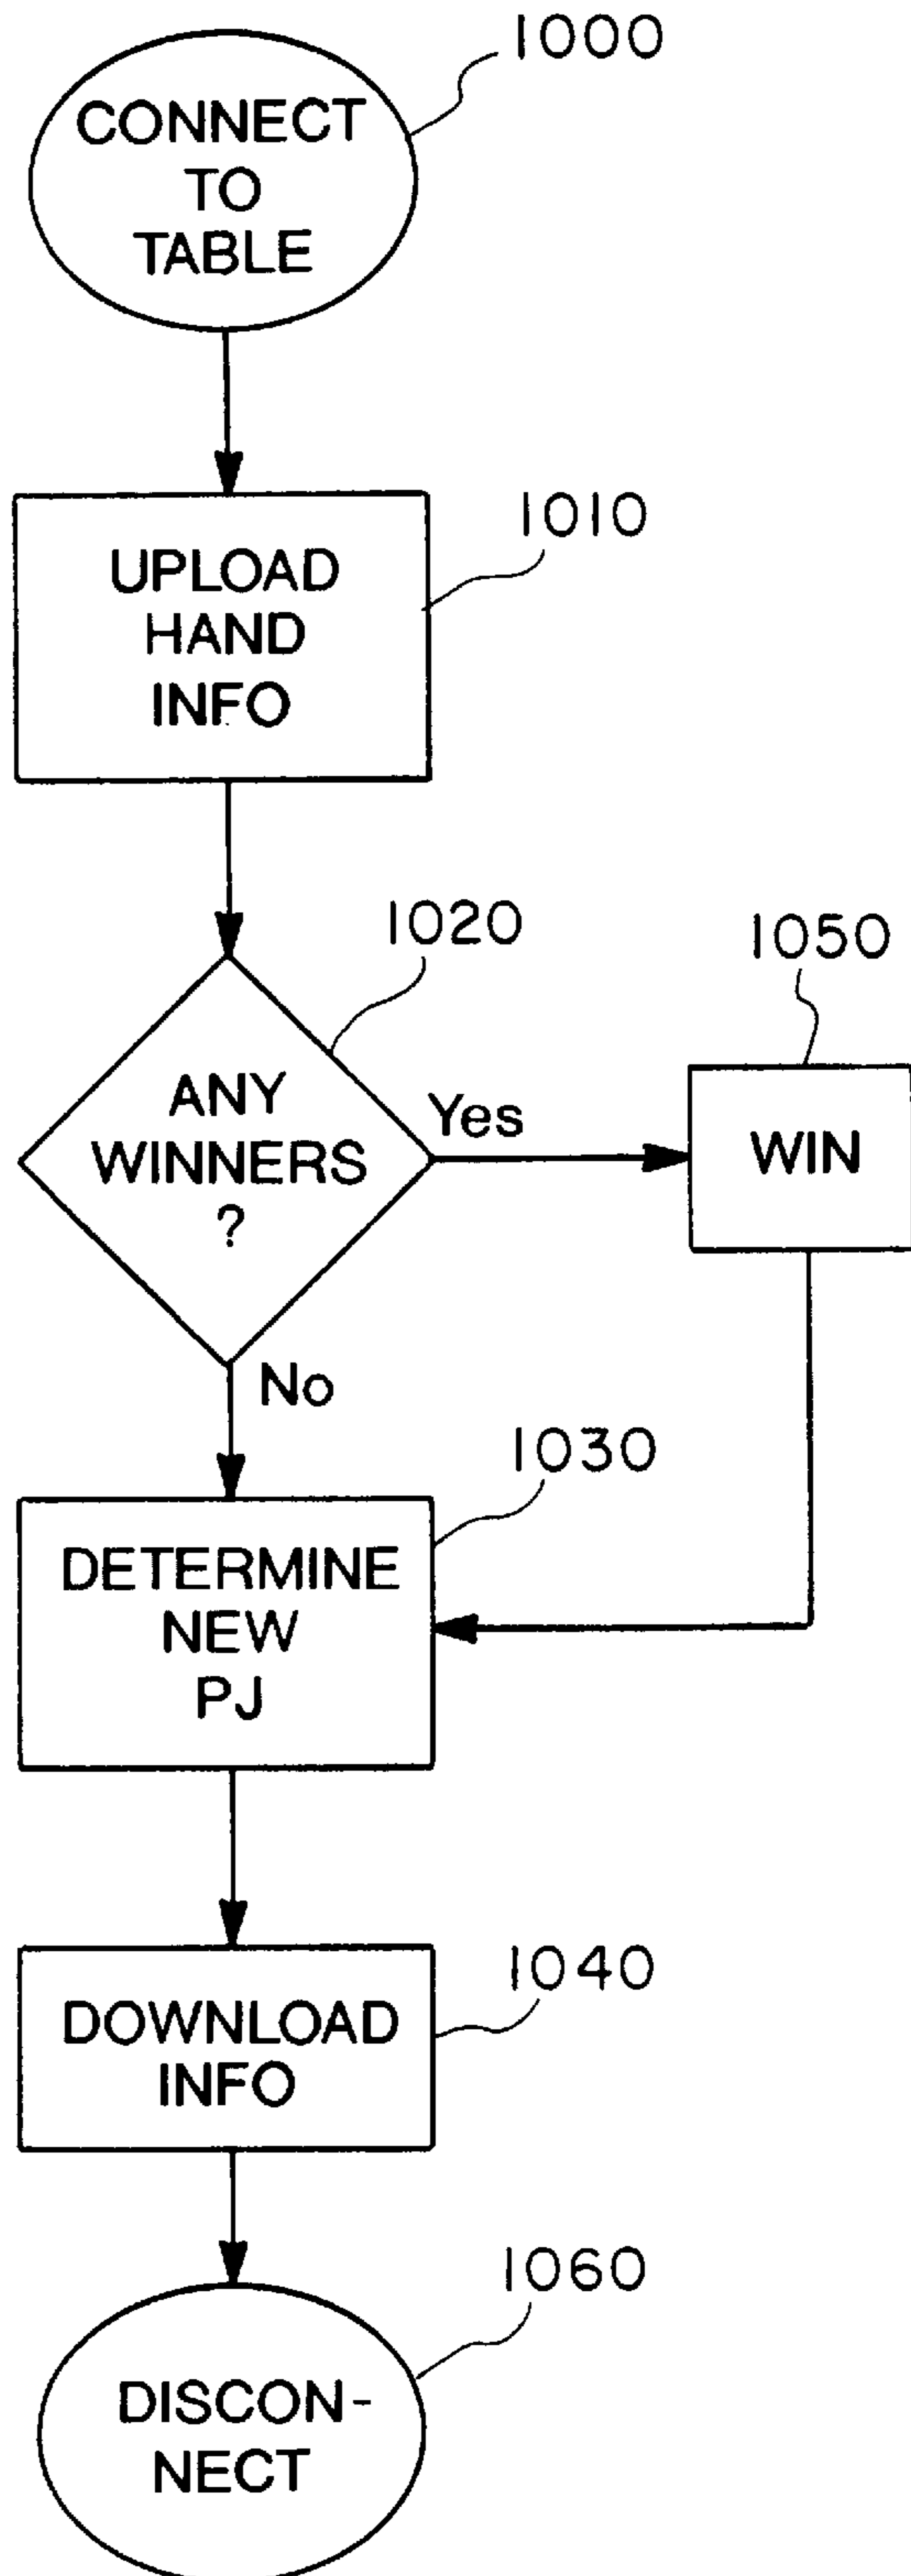 1000
CONNECT
TO
TABLE
1010
UPLOAD
HAND
INFO
1020
1050
ANY
WINNERS
?
Yes
WIN
No
1030
DETERMINE
NEW
PJ
1040
DOWNLOAD
INFO
1060
DISCON-
NECT